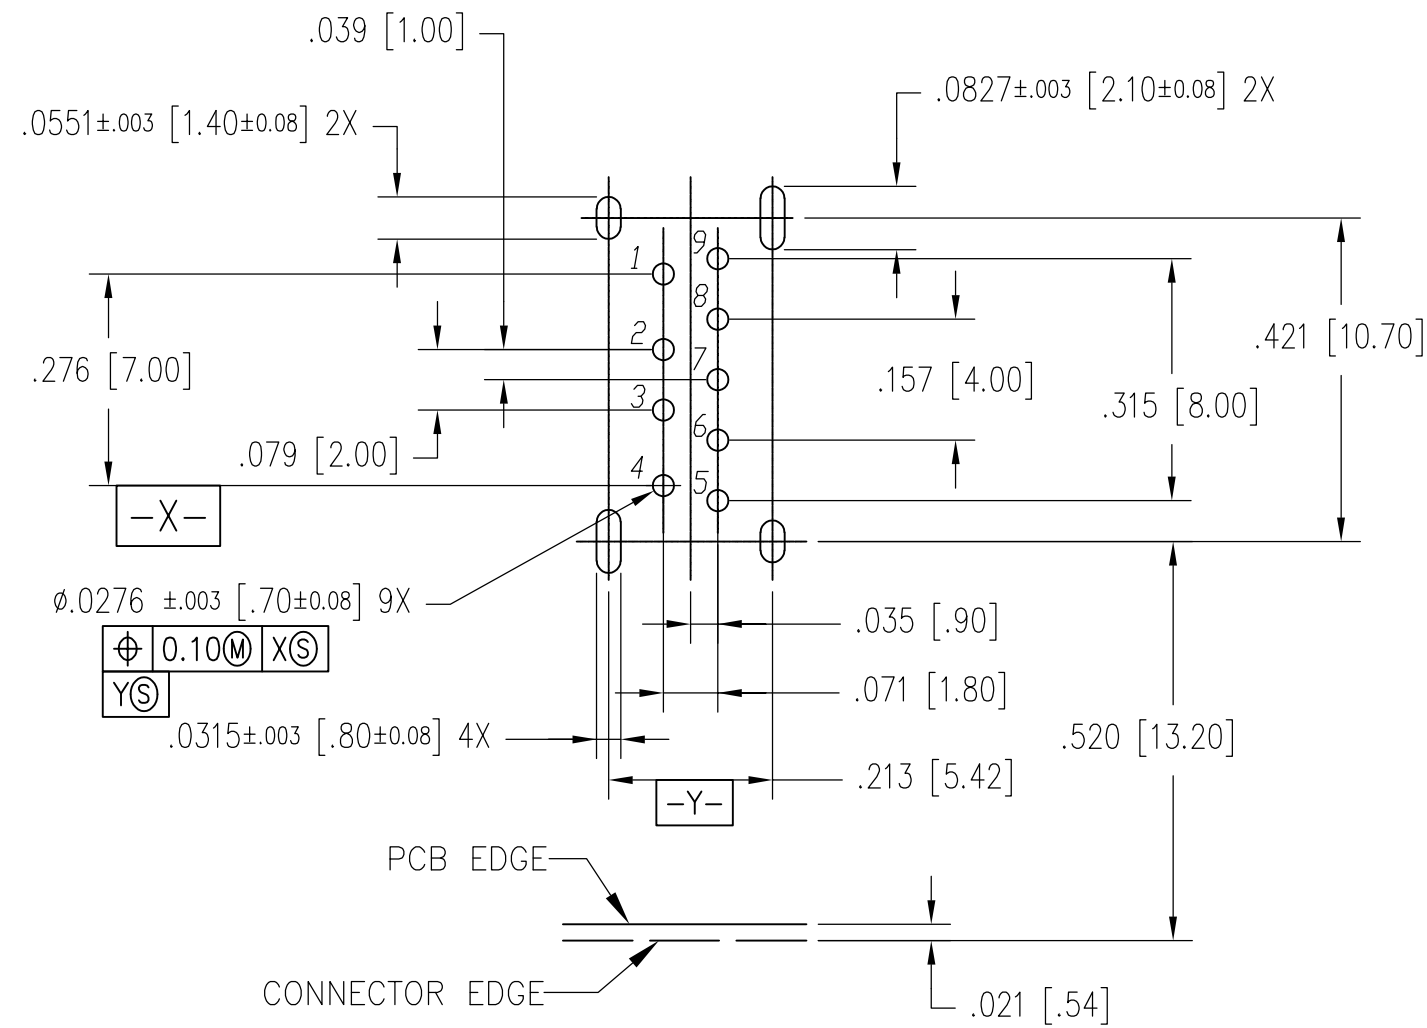 .039 [1.00]
.0827±.003 [2.10±0.08] 2X
.0551±.003 [1.40±0.08] 2X
9
1
8
2
.421 [10.70]
7
.276 [7.00]
.157 [4.00]
3
.315 [8.00]
6
.079 [2.00]
4
5
-X-
⌀.0276 ±.003 [.70±0.08] 9X
.035 [.90]
⌖ 0.10Ⓜ XⓈ
YⓈ
.071 [1.80]
.0315±.003 [.80±0.08] 4X
.520 [13.20]
.213 [5.42]
-Y-
PCB EDGE
CONNECTOR EDGE
.021 [.54]